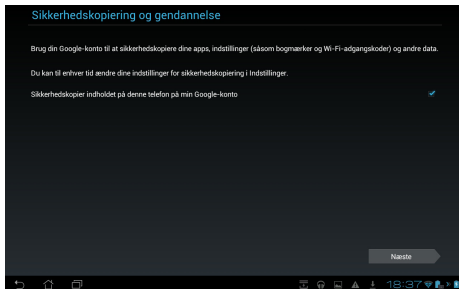 Sikkerhedskopiering og gendannelse
Brug din Google-konto til at sikkerhedskopiere dine apps, indstillinger (såsom bogmærker og Wi-Fi-adgangskoder) og andre data.
Du kan til enhver tid ændre dine indstillinger for sikkerhedskopiering i Indstillinger.
Sikkerhedskopier indholdet på denne telefon på min Google-konto
Næste
18:37